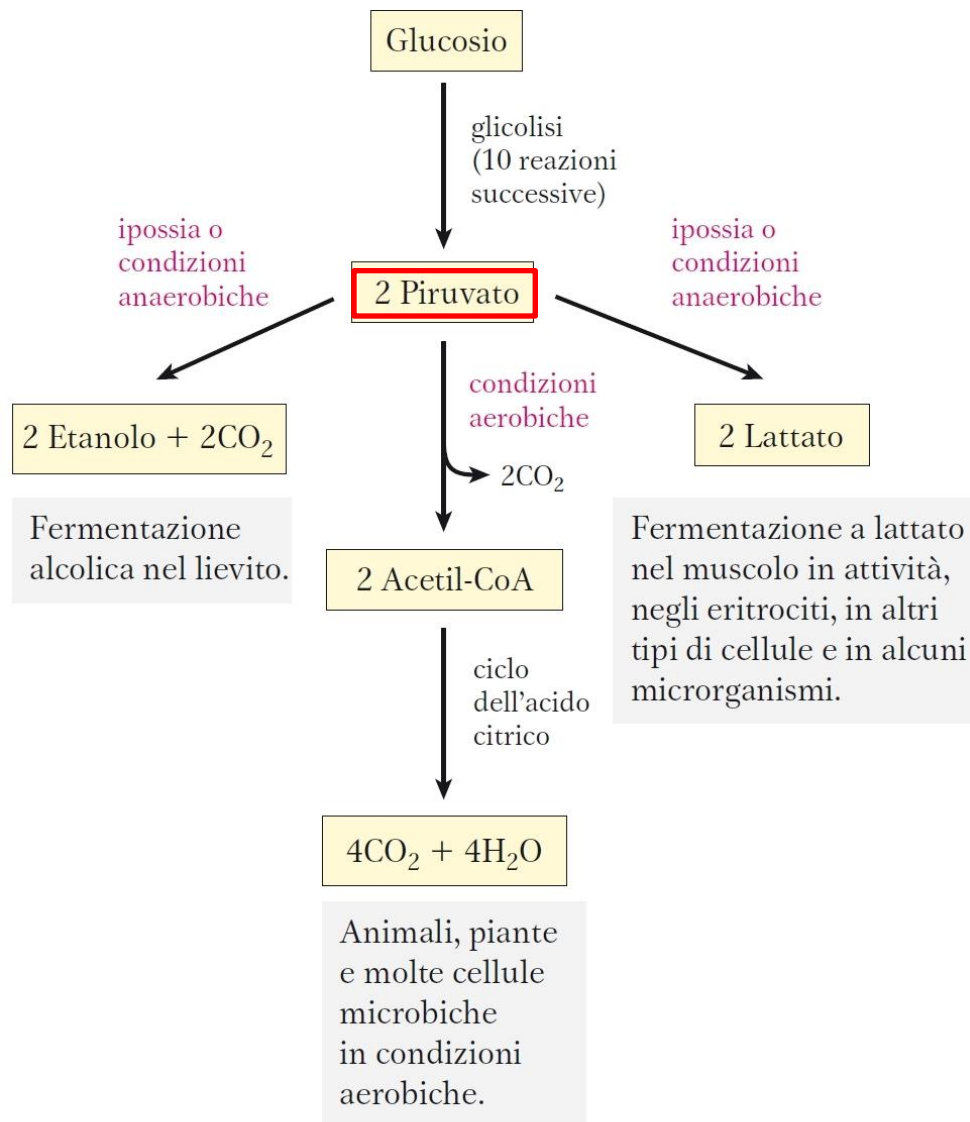 Glucosio
glicolisi
(10 reazioni
successive)
ipossia o
condizioni
anaerobiche
2 Piruvato
ipossia o
condizioni
anaerobiche
condizioni
aerobiche
2CO₂
2 Etanolo + 2CO₂
Fermentazione
alcolica nel lievito.
2 Lattato
Fermentazione a lattato
nel muscolo in attività,
negli eritrociti, in altri
tipi di cellule e in alcuni
microrganismi.
2 Acetil-CoA
ciclo
dell’acido
citrico
4CO₂ + 4H₂O
Animali, piante
e molte cellule
microbiche
in condizioni
aerobiche.